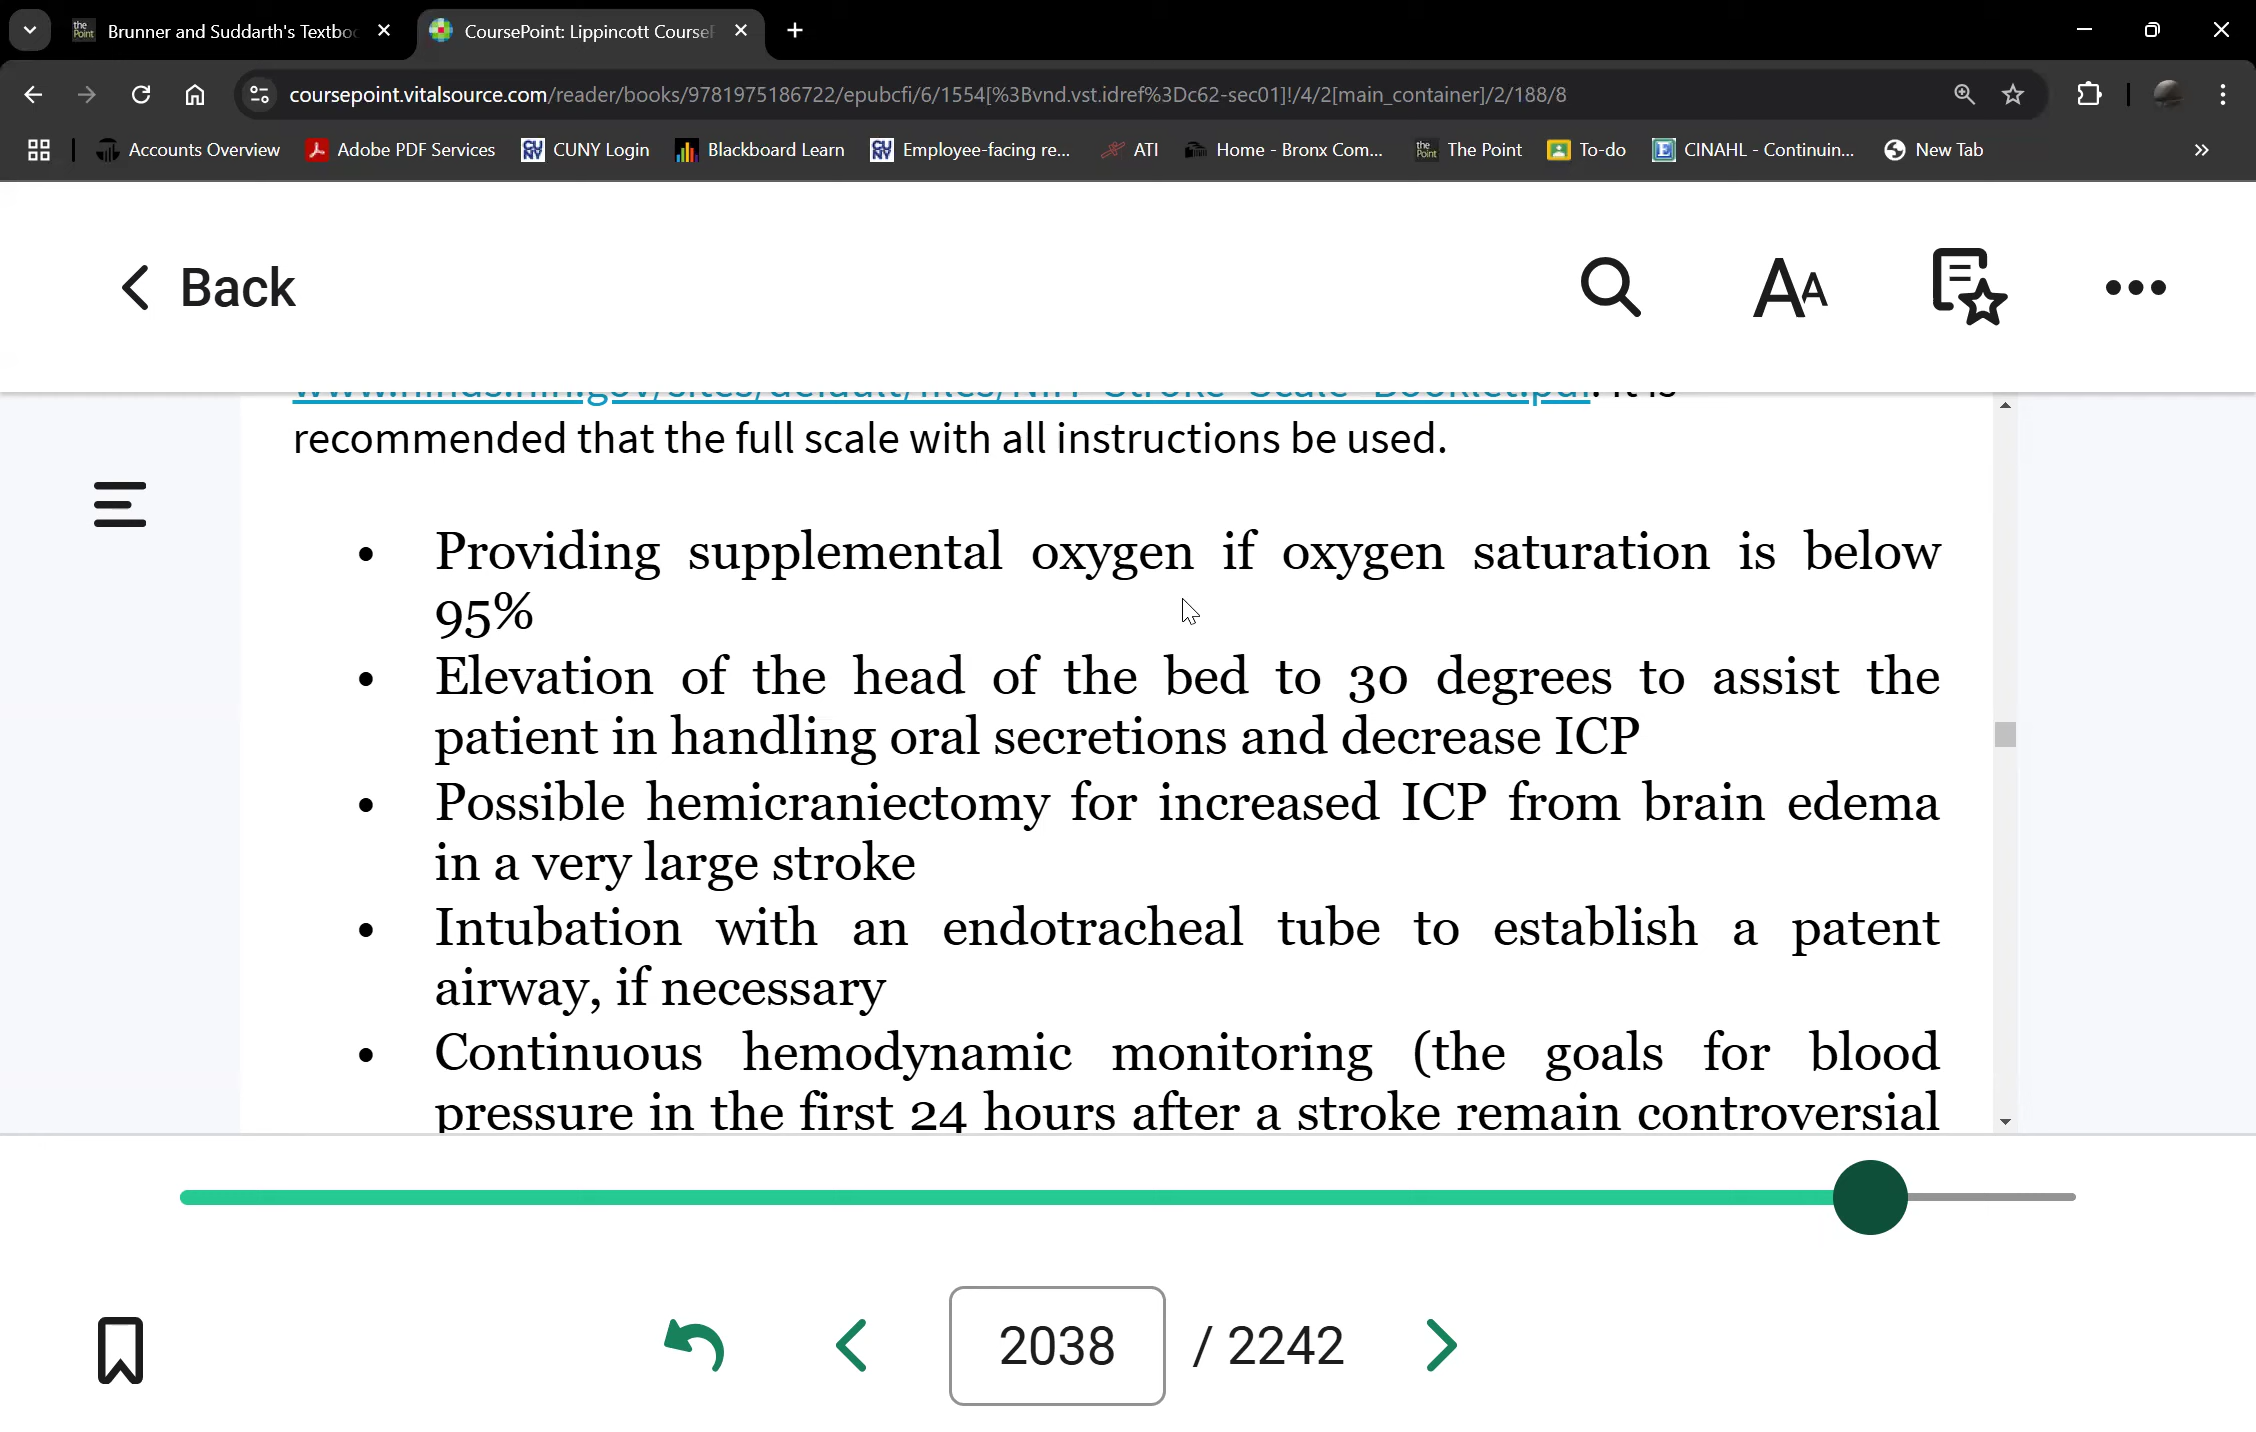 the Point
Brunner and Suddarth's Textbo
CoursePoint: Lippincott Course
coursepoint.vitalsource.com/reader/books/9781975186722/epubcfi/6/1554[%3Bvnd.vst.idref%3Dc62-sec01]!/4/2[main_container]/2/188/8
Accounts Overview
Adobe PDF Services
CUNY Login
Blackboard Learn
Employee-facing re...
ATI
Home - Bronx Com...
The Point
To-do
CINAHL - Continuin...
New Tab
Back
AA
recommended that the full scale with all instructions be used.
• Providing supplemental oxygen if oxygen saturation is below
95%
• Elevation of the head of the bed to 30 degrees to assist the
patient in handling oral secretions and decrease ICP
• Possible hemicraniectomy for increased ICP from brain edema
in a very large stroke
• Intubation with an endotracheal tube to establish a patent
airway, if necessary
• Continuous hemodynamic monitoring (the goals for blood
pressure in the first 24 hours after a stroke remain controversial
2038 / 2242